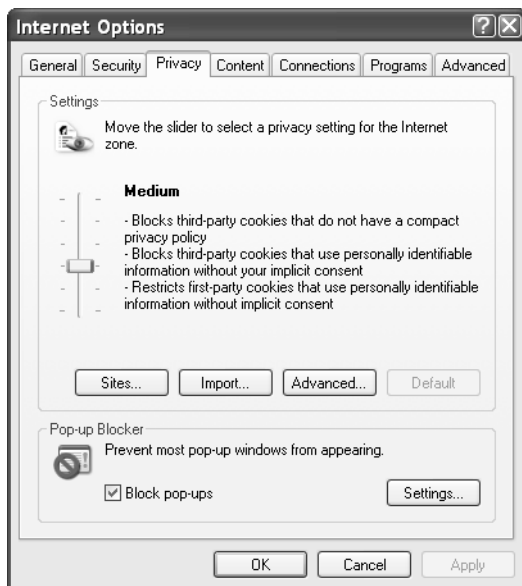 Internet Options
General Security Privacy Content Connections Programs Advanced
Settings
Move the slider to select a privacy setting for the Internet
zone.
Medium
- Blocks third-party cookies that do not have a compact
privacy policy
- Blocks third-party cookies that use personally identifiable
information without your implicit consent
- Restricts first-party cookies that use personally identifiable
information without implicit consent
Sites... Import... Advanced... Default
Pop-up Blocker
Prevent most pop-up windows from appearing.
Block pop-ups Settings...
OK Cancel Apply